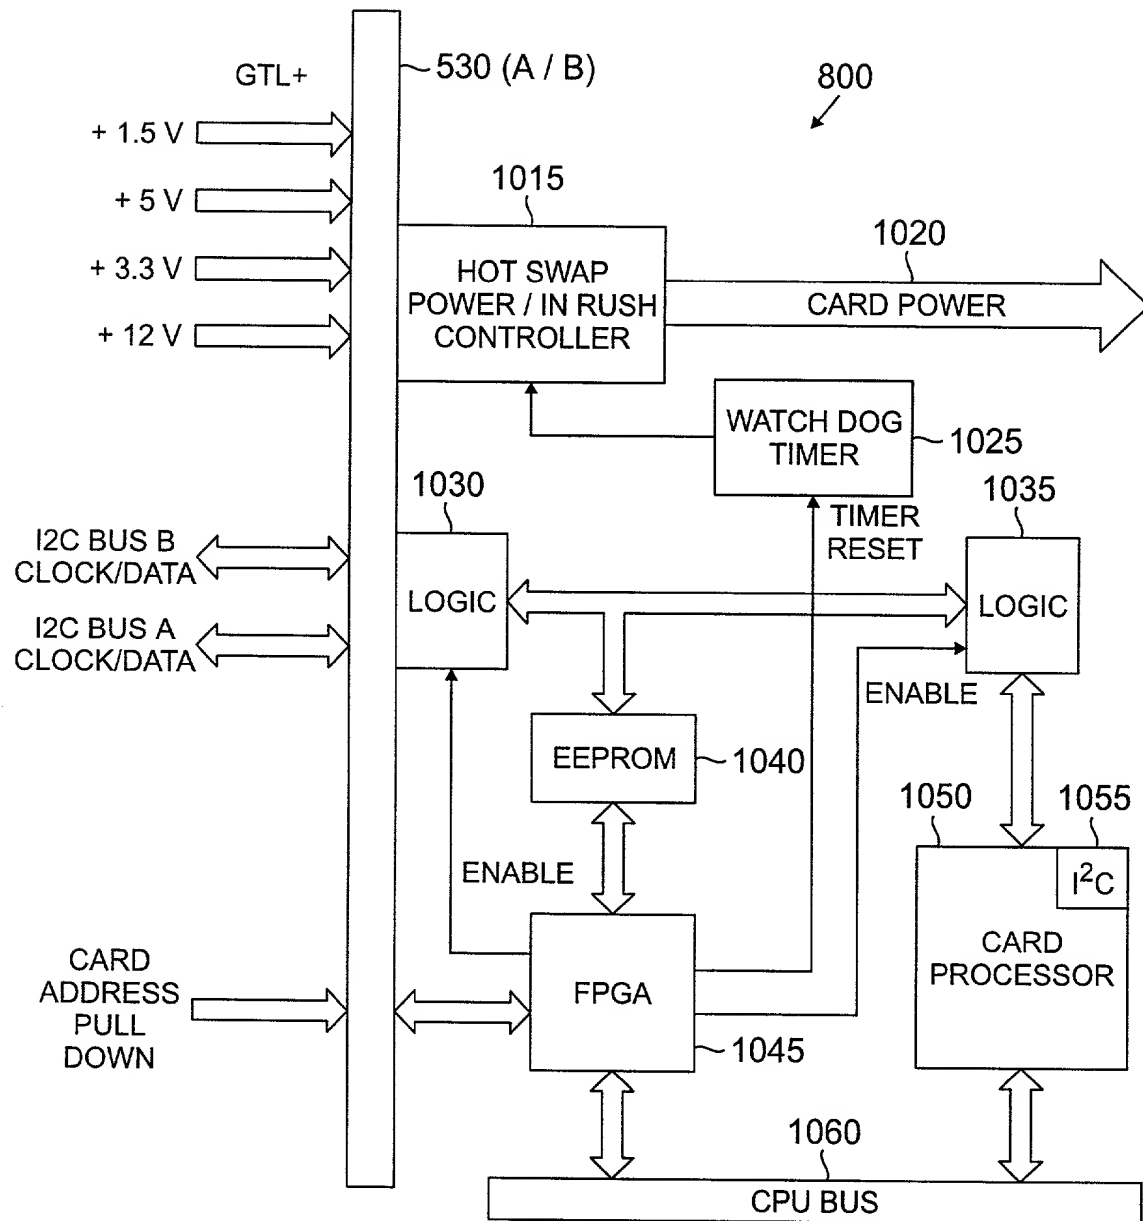 530 (A / B)
800
GTL+
+ 1.5 V
+ 5 V
+ 3.3 V
+ 12 V
1015
HOT SWAP
POWER / IN RUSH
CONTROLLER
1020
CARD POWER
WATCH DOG
TIMER
1025
TIMER
RESET
1030
LOGIC
1035
LOGIC
I2C BUS B
CLOCK/DATA
I2C BUS A
CLOCK/DATA
ENABLE
EEPROM
1040
1050
1055
I²C
CARD
PROCESSOR
ENABLE
FPGA
1045
CARD
ADDRESS
PULL
DOWN
1060
CPU BUS